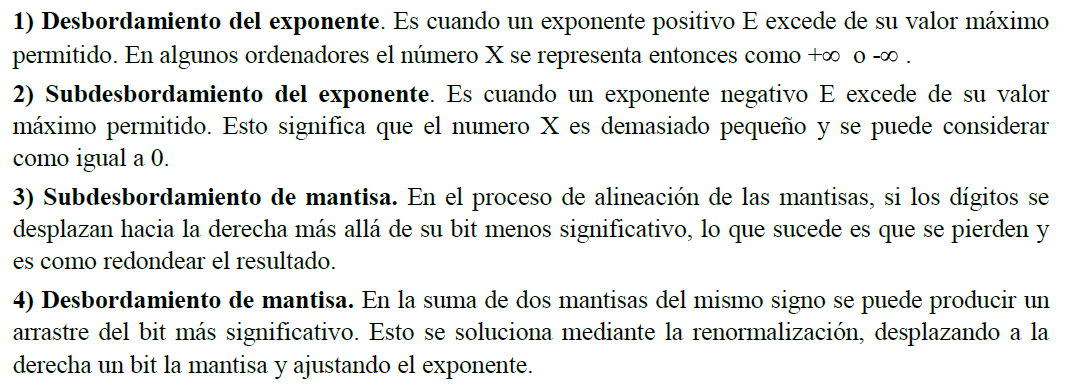 1) Desbordamiento del exponente. Es cuando un exponente positivo E excede de su valor máximo
permitido. En algunos ordenadores el número X se representa entonces como +∞ o -∞ .
2) Subdesbordamiento del exponente. Es cuando un exponente negativo E excede de su valor
máximo permitido. Esto significa que el numero X es demasiado pequeño y se puede considerar
como igual a 0.
3) Subdesbordamiento de mantisa. En el proceso de alineación de las mantisas, si los dígitos se
desplazan hacia la derecha más allá de su bit menos significativo, lo que sucede es que se pierden y
es como redondear el resultado.
4) Desbordamiento de mantisa. En la suma de dos mantisas del mismo signo se puede producir un
arrastre del bit más significativo. Esto se soluciona mediante la renormalización, desplazando a la
derecha un bit la mantisa y ajustando el exponente.